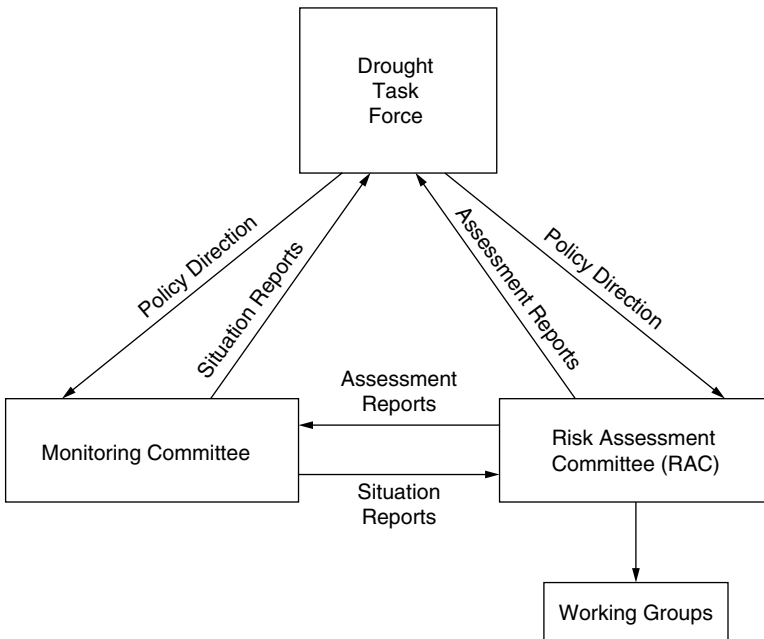 Drought
Task
Force
Policy Direction
Situation Reports
Assessment Reports
Policy Direction
Assessment
Reports
Monitoring Committee
Risk Assessment
Committee (RAC)
Situation
Reports
Working Groups